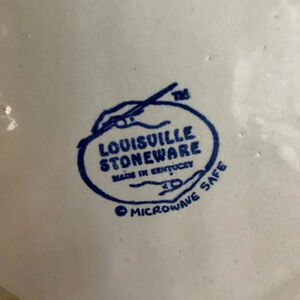 TM
LOUISVILLE
STONEWARE
MADE IN KENTUCKY
© MICROWAVE SAFE